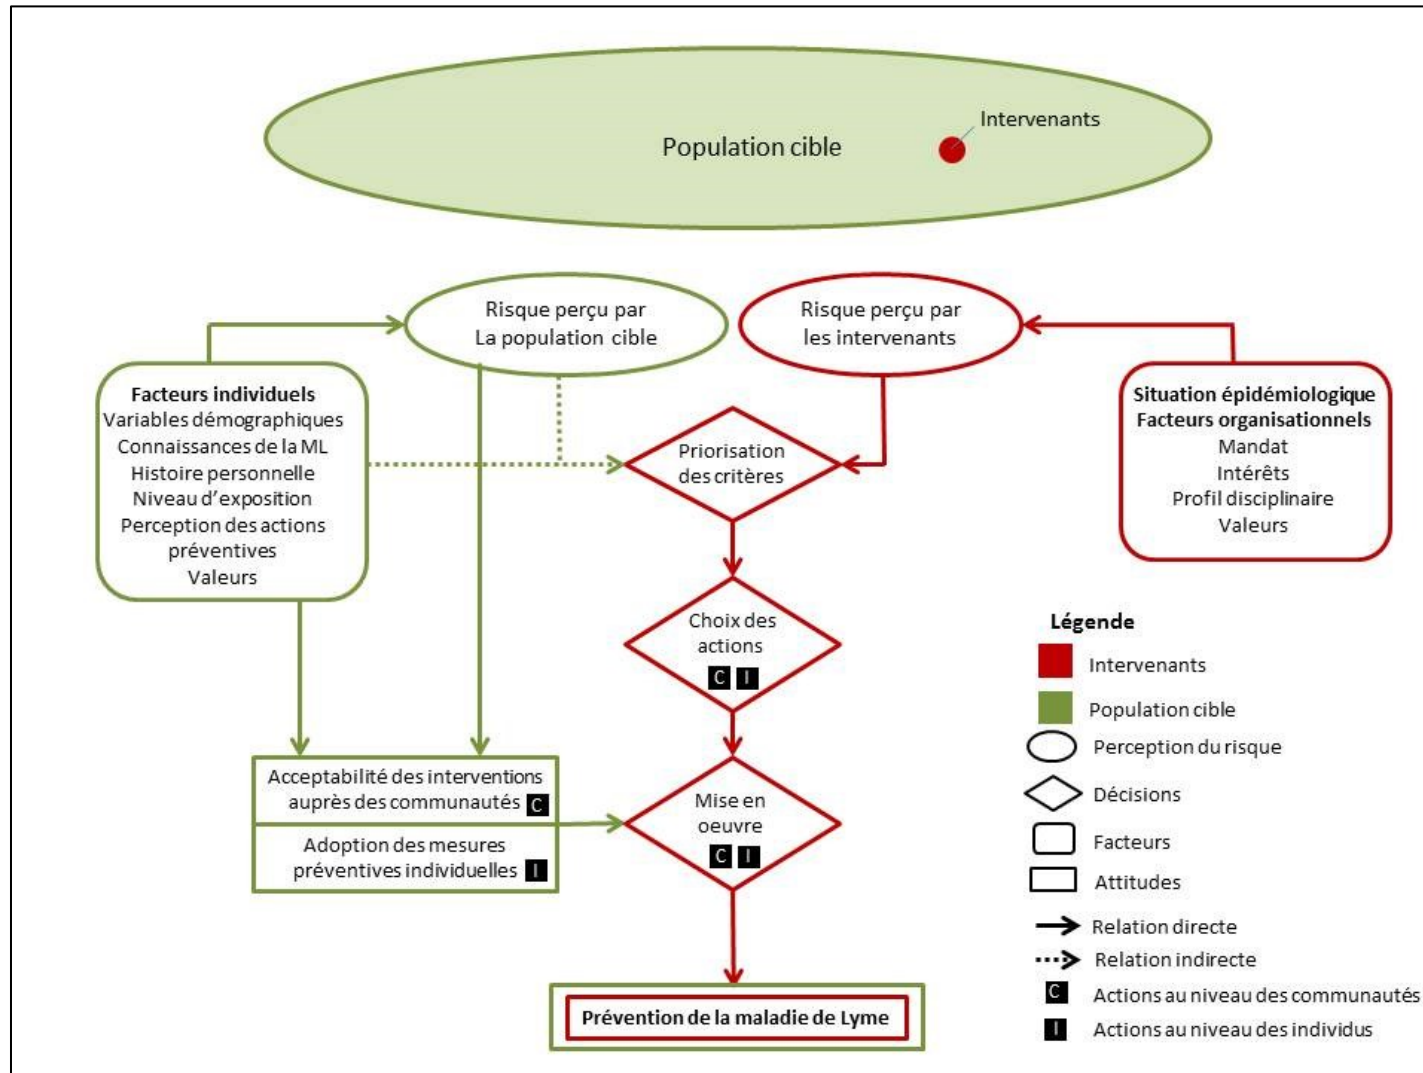 Intervenants
Population cible
Risque perçu par
La population cible
Risque perçu par
les intervenants
Facteurs individuels
Variables démographiques
Connaissances de la ML
Histoire personnelle
Niveau d'exposition
Perception des actions
préventives
Valeurs
Situation épidémiologique
Facteurs organisationnels
Mandat
Intérêts
Profil disciplinaire
Valeurs
Priorisation
des critères
Choix des
actions
C I
Acceptabilité des interventions
auprès des communautés C
Adoption des mesures
préventives individuelles I
Mise en
oeuvre
C I
Prévention de la maladie de Lyme
Légende
Intervenants
Population cible
Perception du risque
Décisions
Facteurs
Attitudes
Relation directe
Relation indirecte
C Actions au niveau des communautés
I Actions au niveau des individus